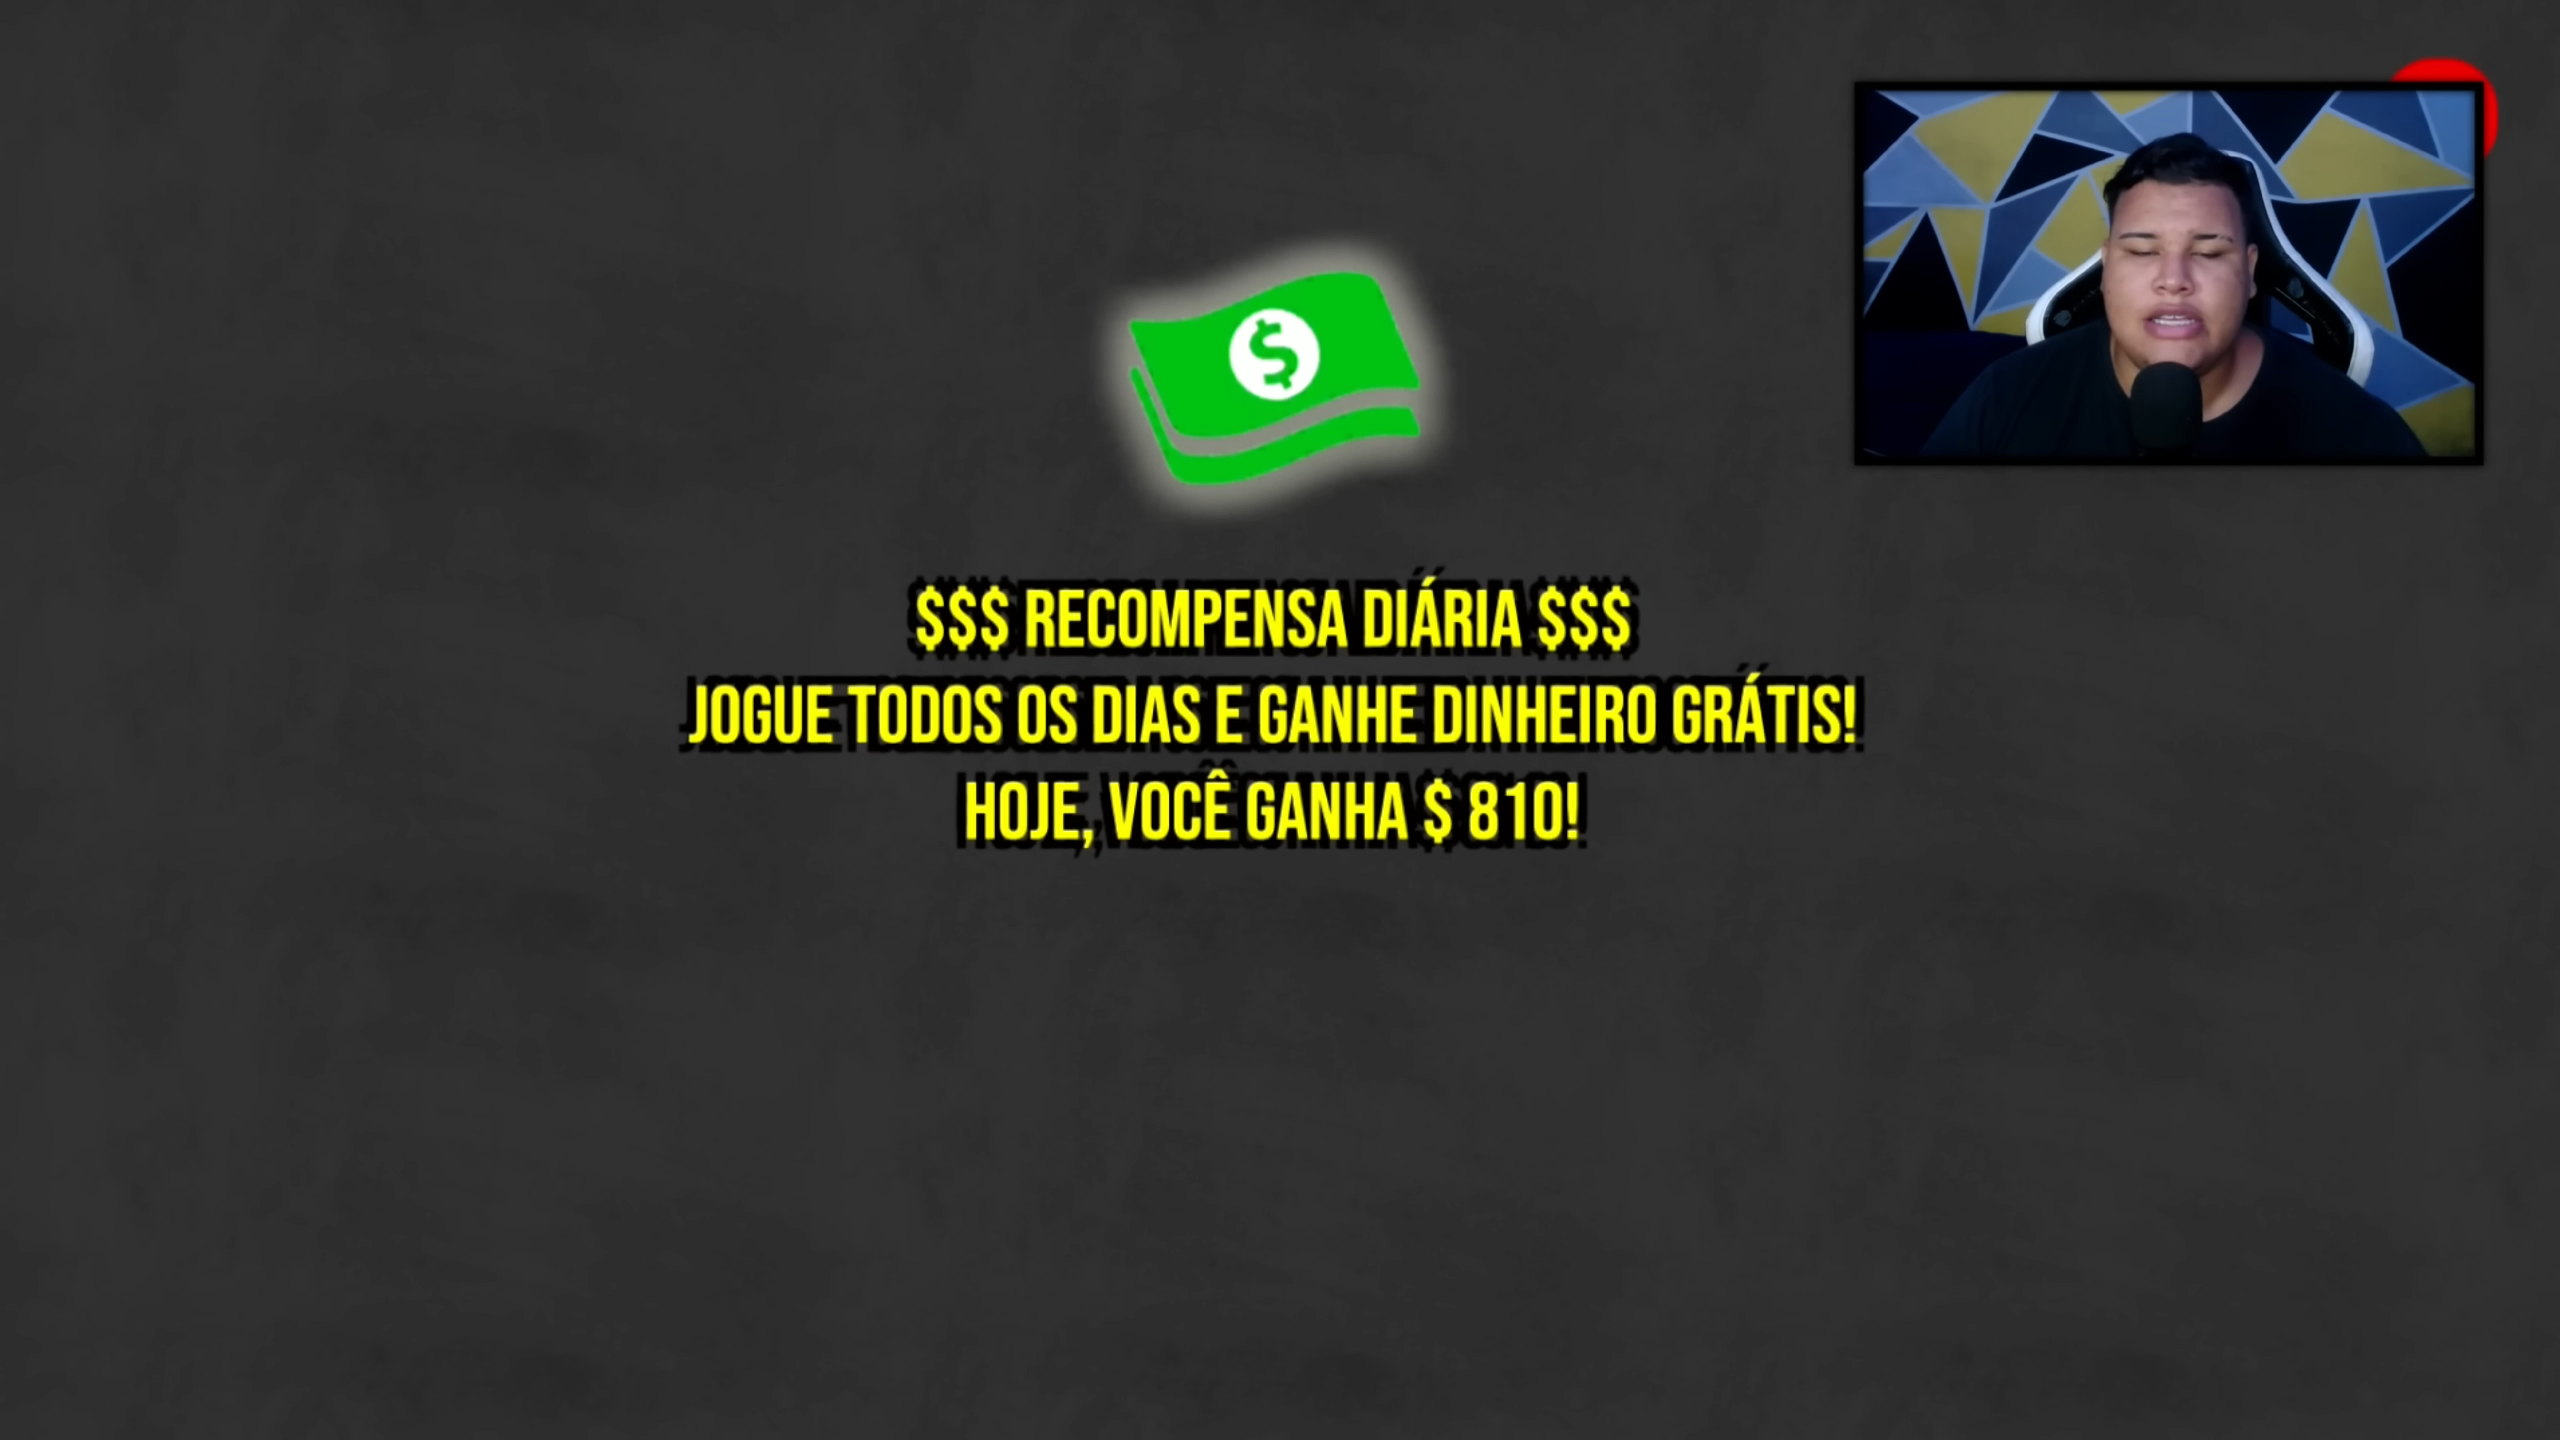 $$$ RECOMPENSA DIÁRIA $$$
JOGUE TODOS OS DIAS E GANHE DINHEIRO GRÁTIS!
HOJE, VOCÊ GANHA $ 810!